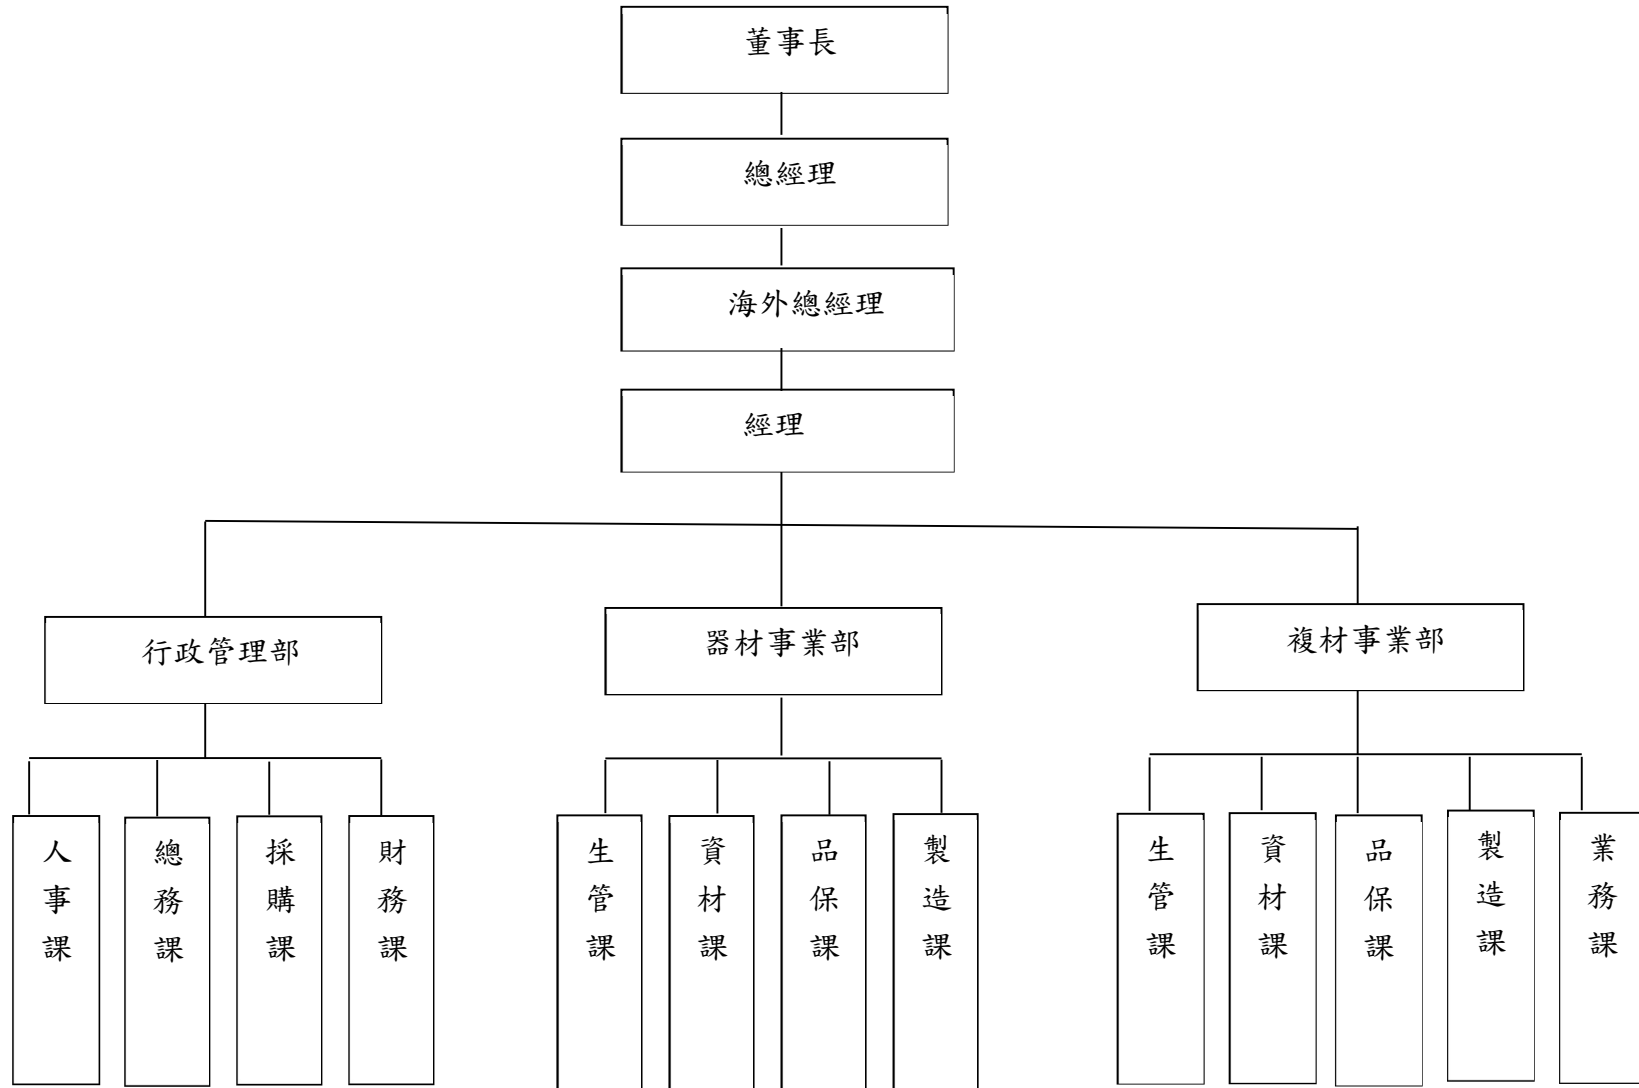 董事長
總經理
海外總經理
經理
行政管理部
器材事業部
複材事業部
人事課
總務課
採購課
財務課
生管課
資材課
品保課
製造課
生管課
資材課
品保課
製造課
業務課